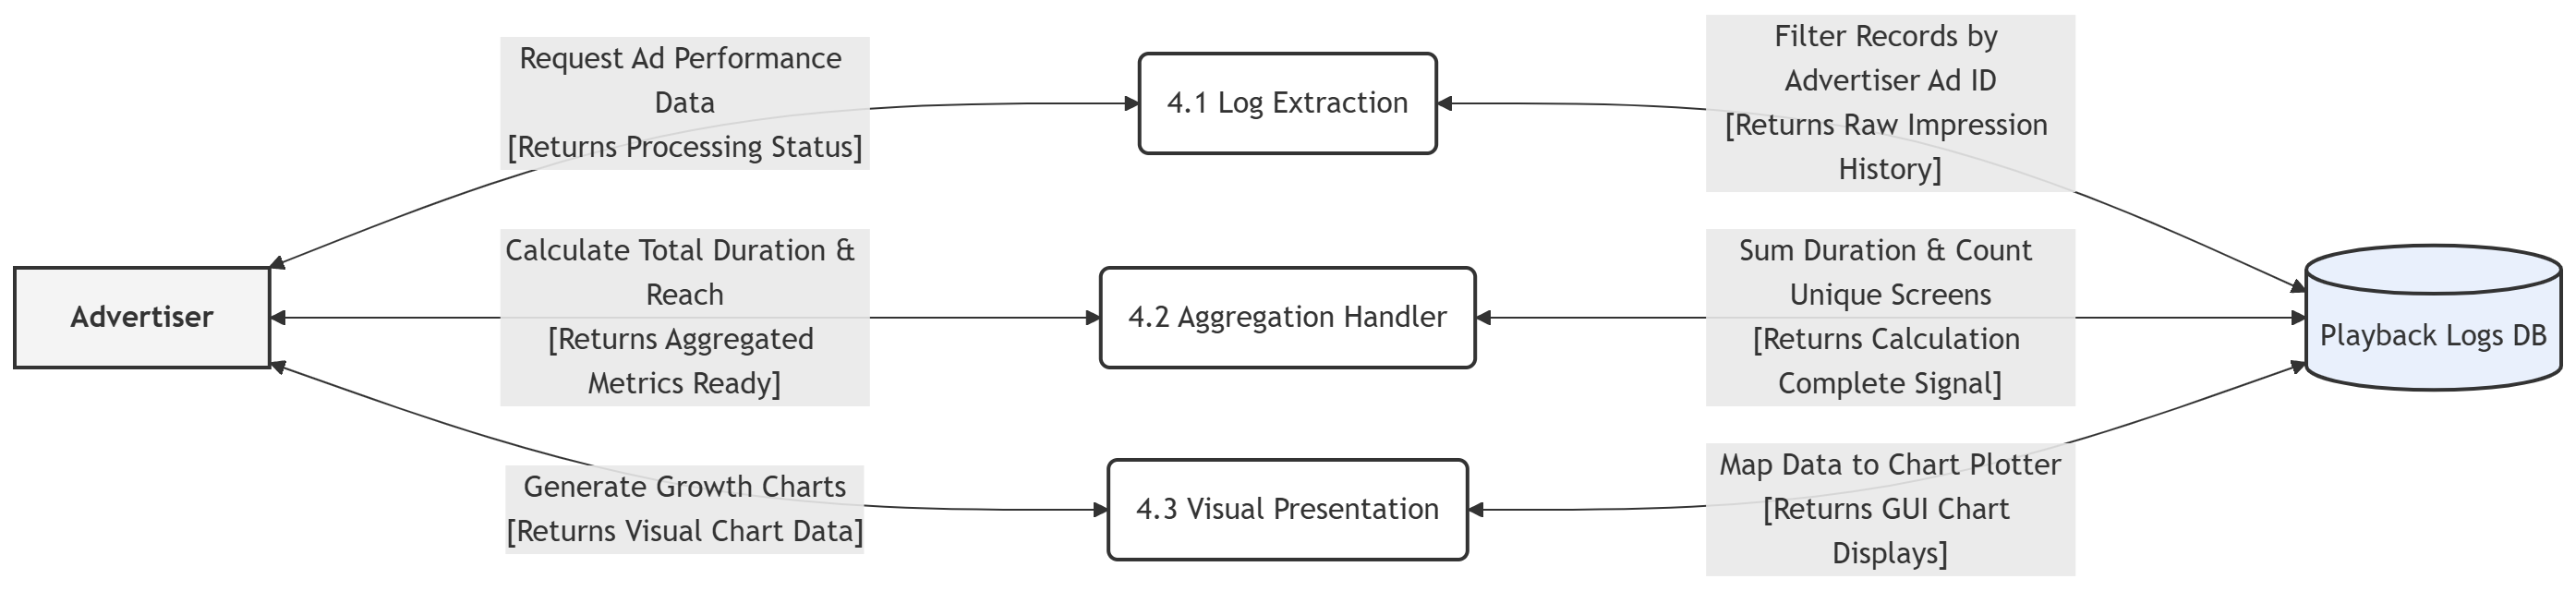 Request Ad Performance
Data
[Returns Processing Status]
4.1 Log Extraction
Filter Records by
Advertiser Ad ID
[Returns Raw Impression
History]
Advertiser
Calculate Total Duration &
Reach
[Returns Aggregated
Metrics Ready]
4.2 Aggregation Handler
Sum Duration & Count
Unique Screens
[Returns Calculation
Complete Signal]
Playback Logs DB
Generate Growth Charts
[Returns Visual Chart Data]
4.3 Visual Presentation
Map Data to Chart Plotter
[Returns GUI Chart
Displays]